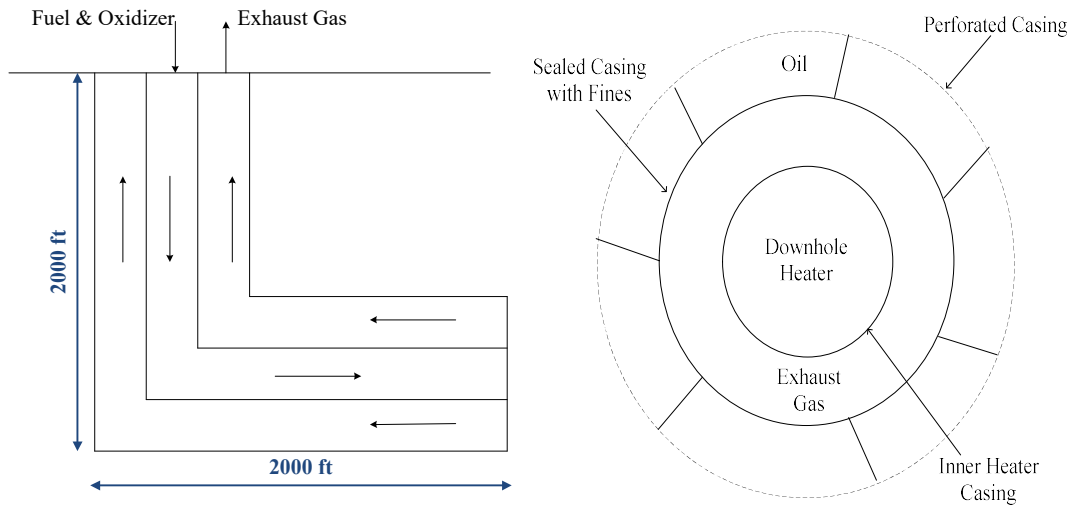 Fuel & Oxidizer
Exhaust Gas
2000 ft
2000 ft
Perforated Casing
Oil
Sealed Casing
with Fines
Downhole
Heater
Exhaust
Gas
Inner Heater
Casing